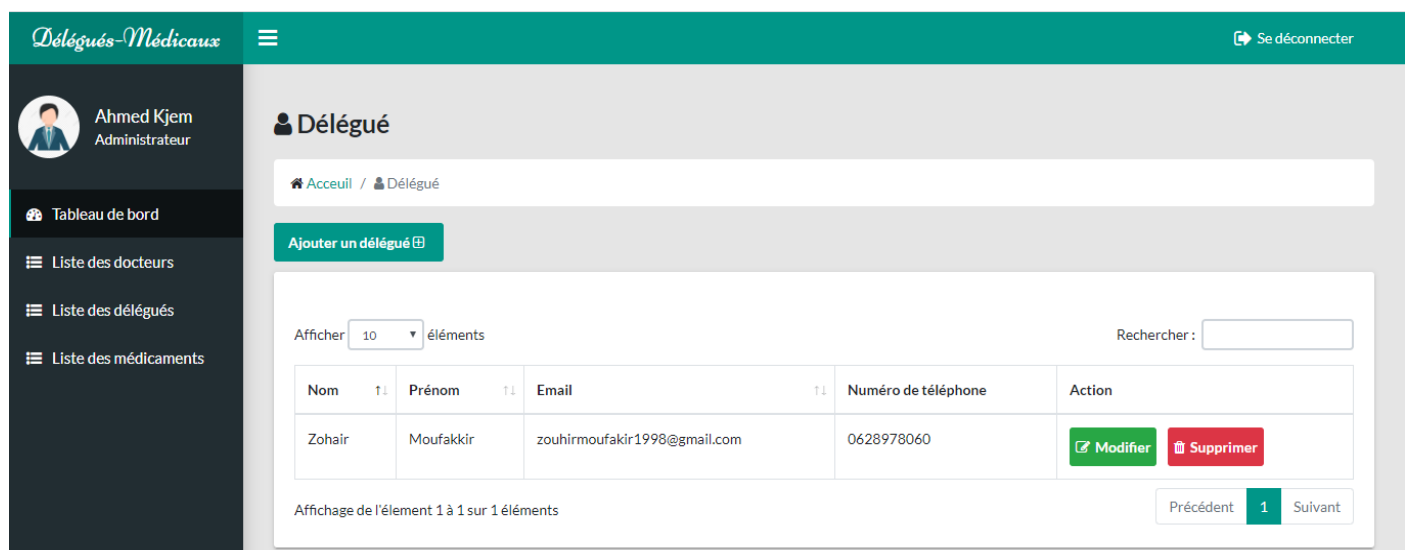 Délégués-Médicaux
Se déconnecter
Ahmed Kjem
Administrateur
Tableau de bord
Liste des docteurs
Liste des délégués
Liste des médicaments
Délégué
Acceuil / Délégué
Ajouter un délégué
Afficher 10 éléments
Rechercher :
Nom Prénom Email Numéro de téléphone Action
Zohair Moufakkir zouhirmoufakir1998@gmail.com 0628978060 Modifier Supprimer
Affichage de l'élement 1 à 1 sur 1 éléments
Précédent 1 Suivant